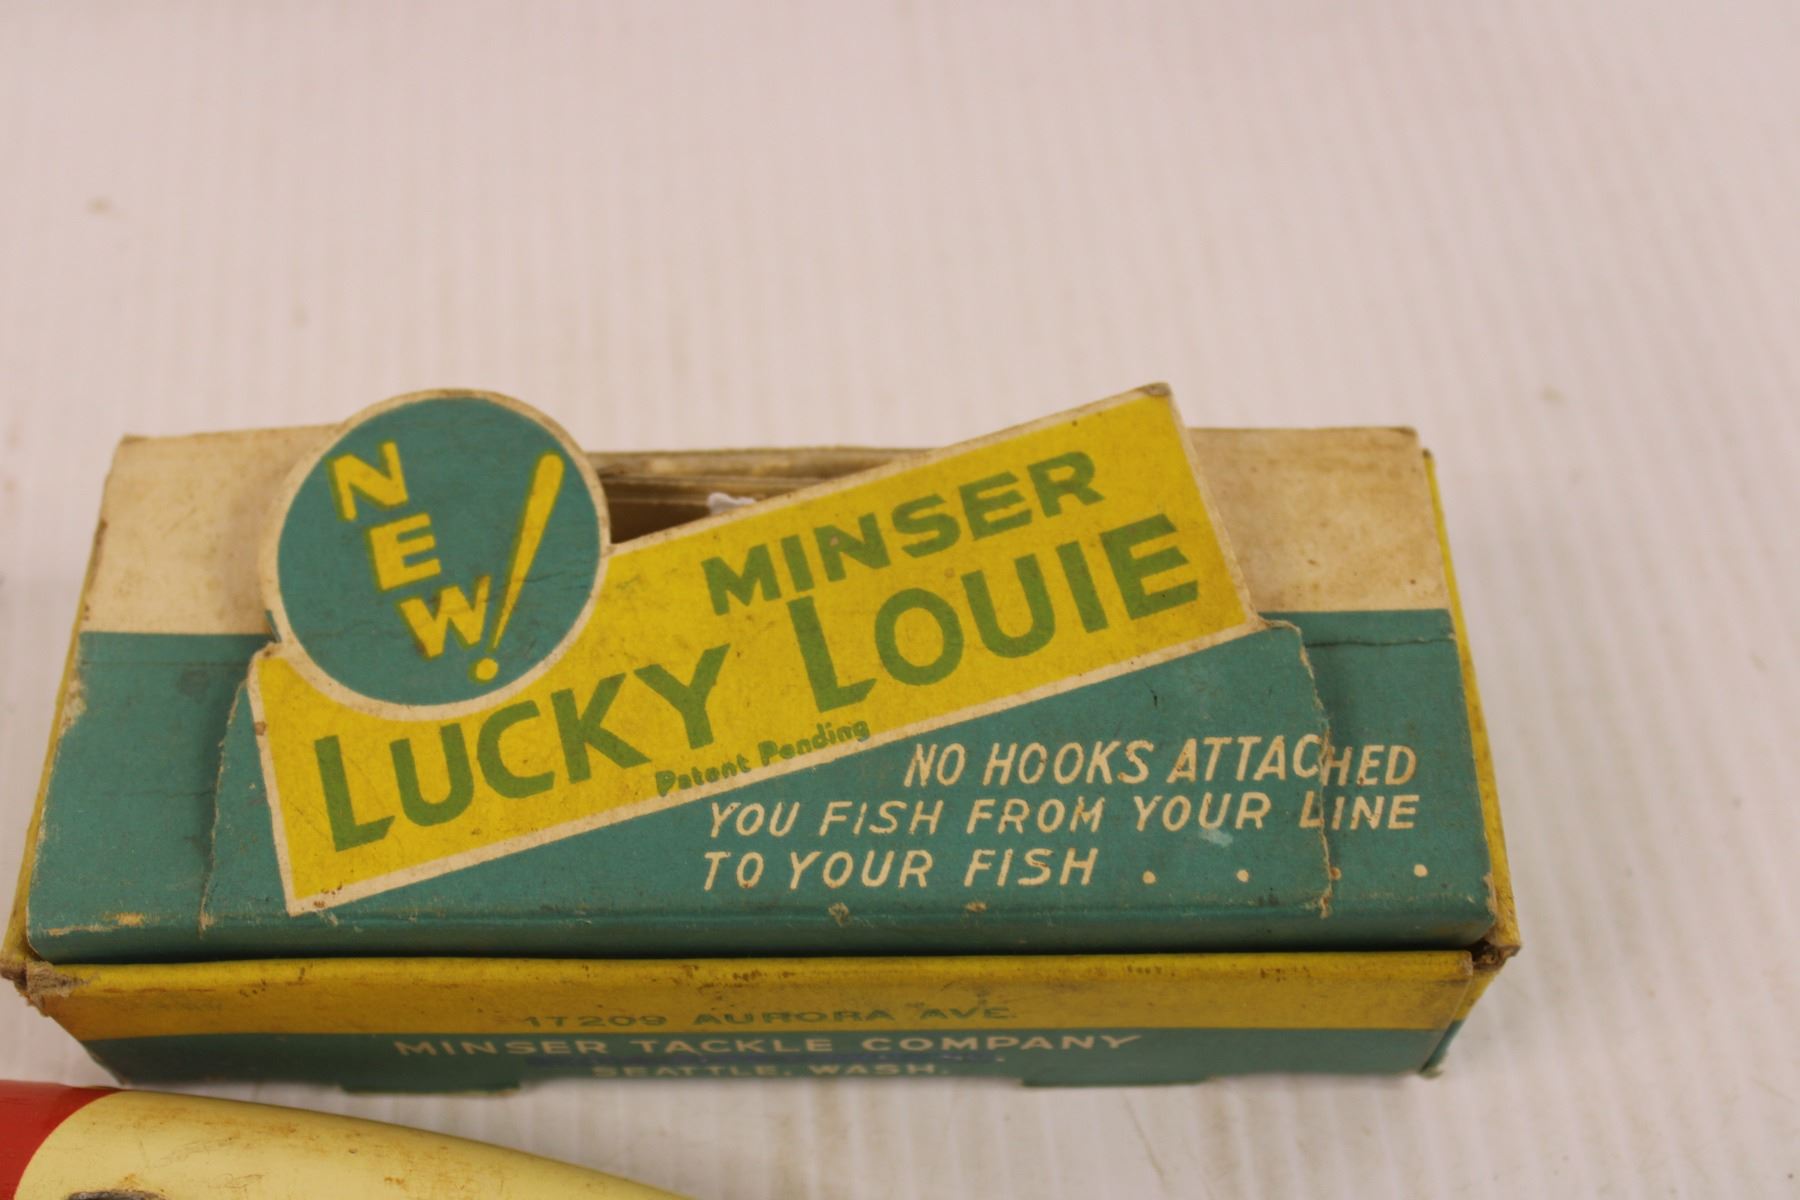 NEW!
MINSER
LUCKY LOUIE
Patent Pending
NO HOOKS ATTACHED
YOU FISH FROM YOUR LINE
TO YOUR FISH . . . .
17209 AURORA AVE.
MINSER TACKLE COMPANY
SEATTLE, WASH.